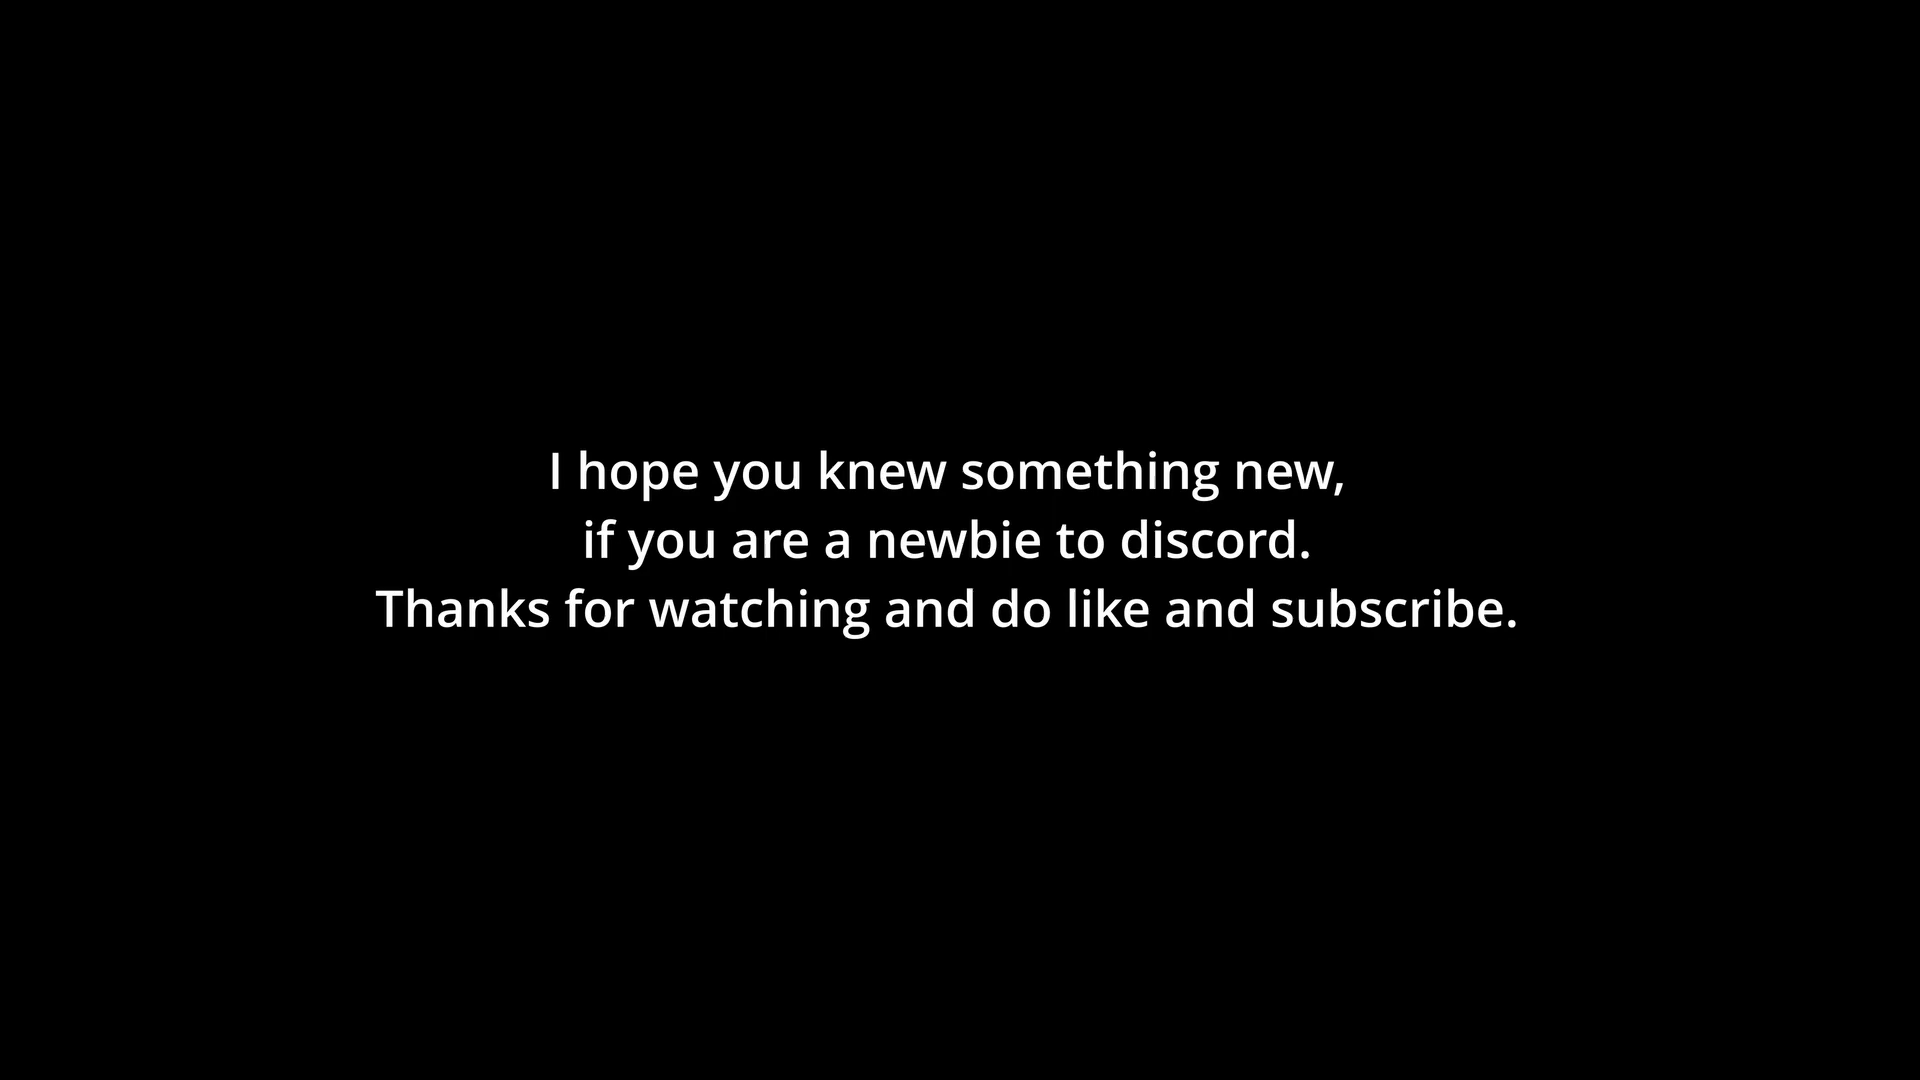 I hope you knew something new,
if you are a newbie to discord.
Thanks for watching and do like and subscribe.